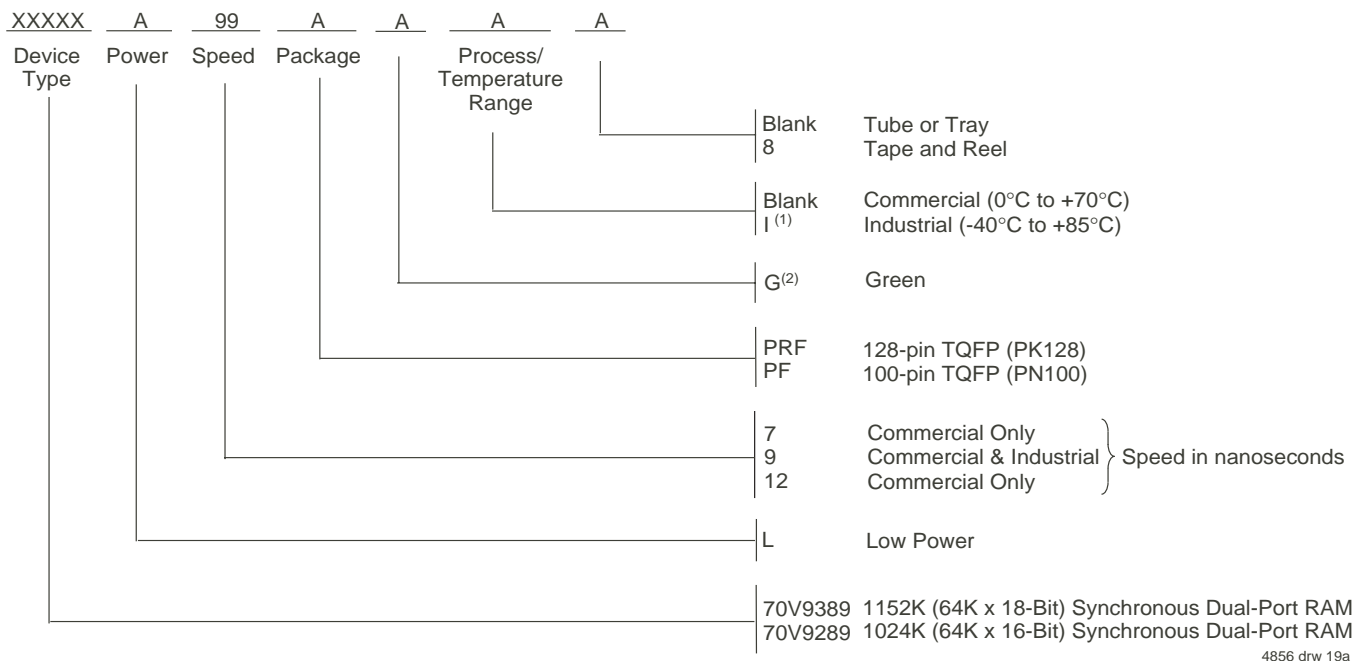 XXXXX A 99 A A A A
Device Type Power Speed Package Process/ Temperature Range
Blank Tube or Tray
8 Tape and Reel
Blank Commercial (0°C to +70°C)
I (1) Industrial (-40°C to +85°C)
G(2) Green
PRF 128-pin TQFP (PK128)
PF 100-pin TQFP (PN100)
7 Commercial Only
9 Commercial & Industrial Speed in nanoseconds
12 Commercial Only
L Low Power
70V9389 1152K (64K x 18-Bit) Synchronous Dual-Port RAM
70V9289 1024K (64K x 16-Bit) Synchronous Dual-Port RAM
4856 drw 19a